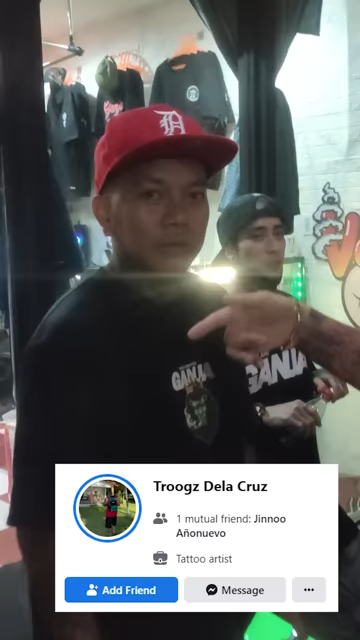 D
GANJA
GANJA
Troogz Dela Cruz
1 mutual friend: Jinnoo
Añonuevo
Tattoo artist
Add Friend
Message